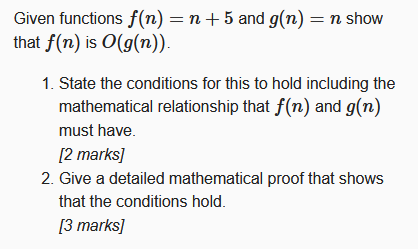 Given functions f(n) = n + 5 and g(n) = n show
that f(n) is O(g(n)).
1. State the conditions for this to hold including the
mathematical relationship that f(n) and g(n)
must have.
[2 marks]
2. Give a detailed mathematical proof that shows
that the conditions hold.
[3 marks]